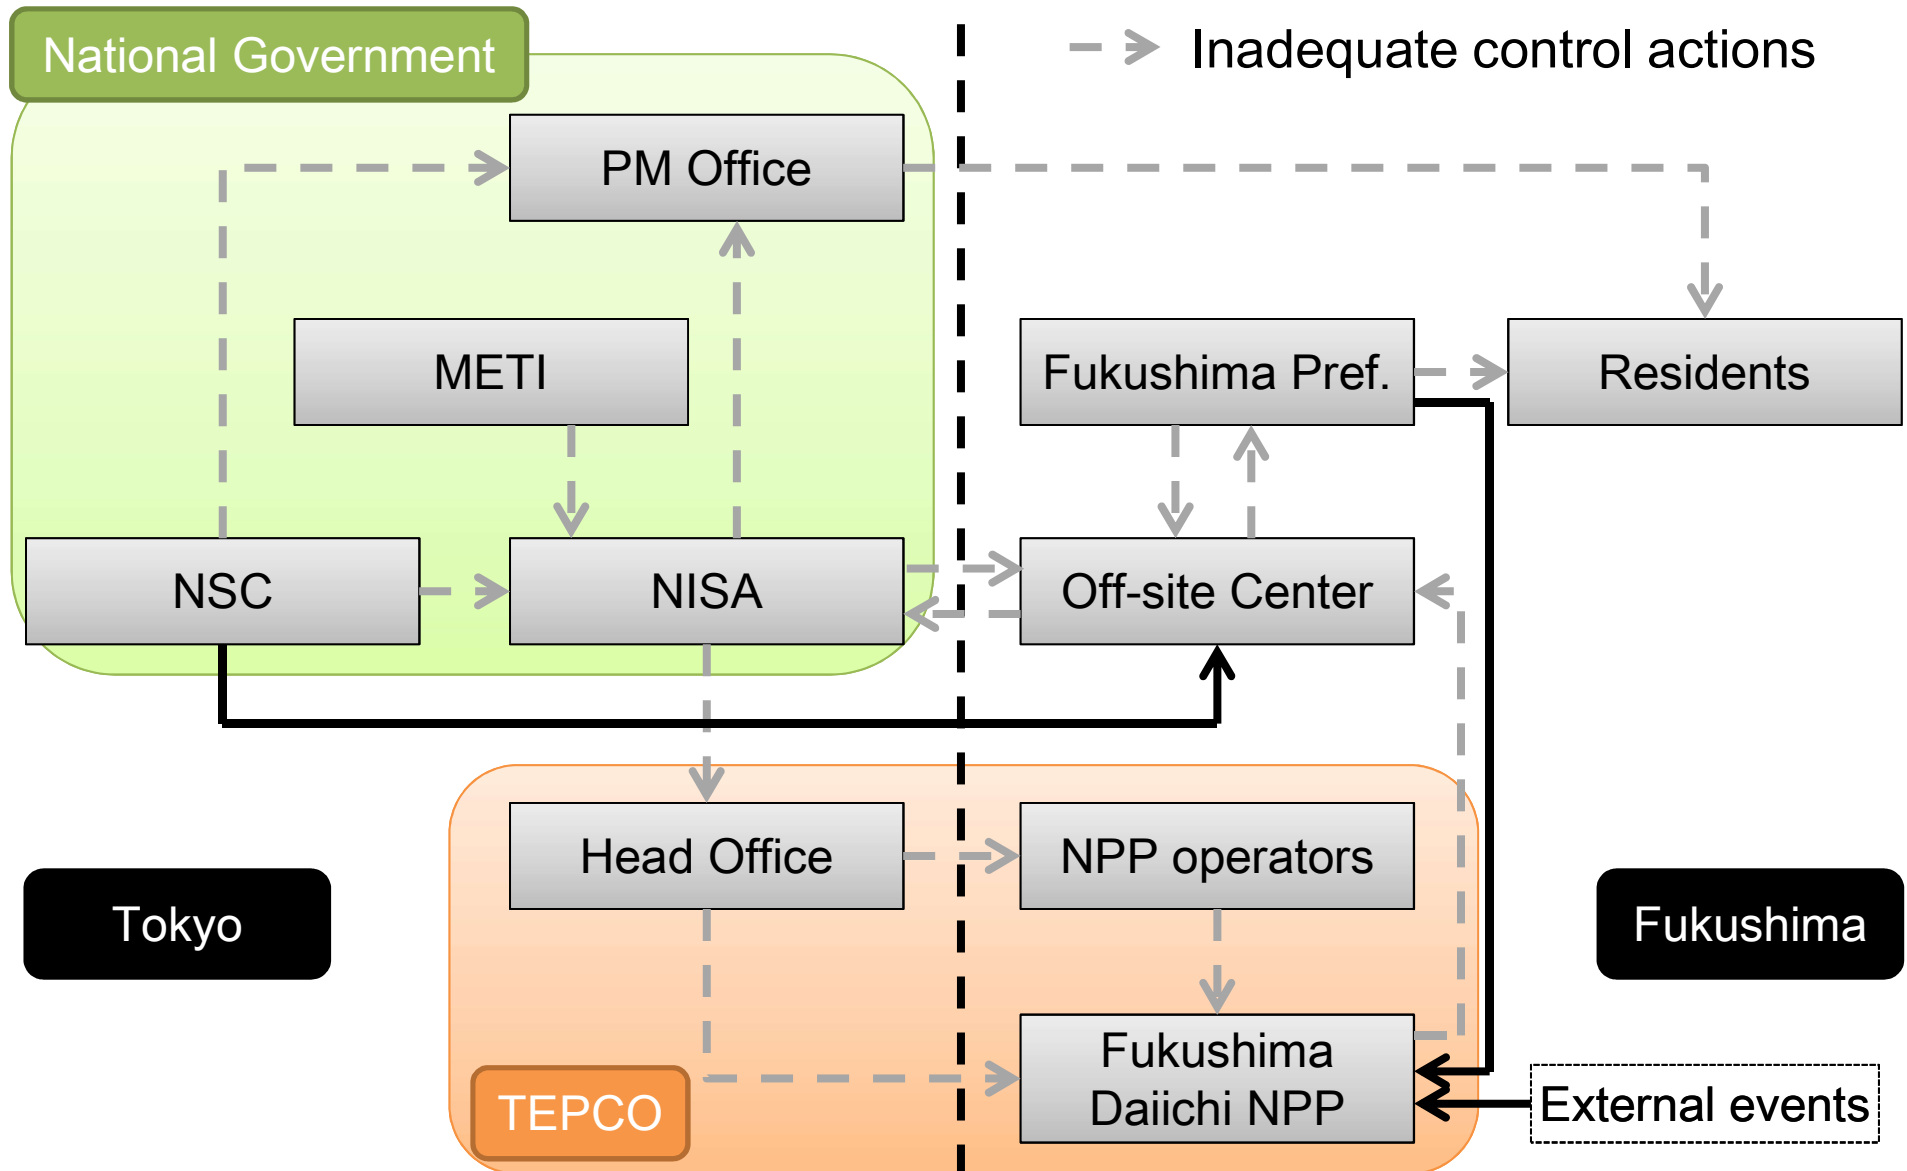 National Government
Inadequate control actions
PM Office
METI
Fukushima Pref.
Residents
NSC
NISA
Off-site Center
Head Office
NPP operators
Tokyo
Fukushima
Fukushima
Daiichi NPP
TEPCO
External events